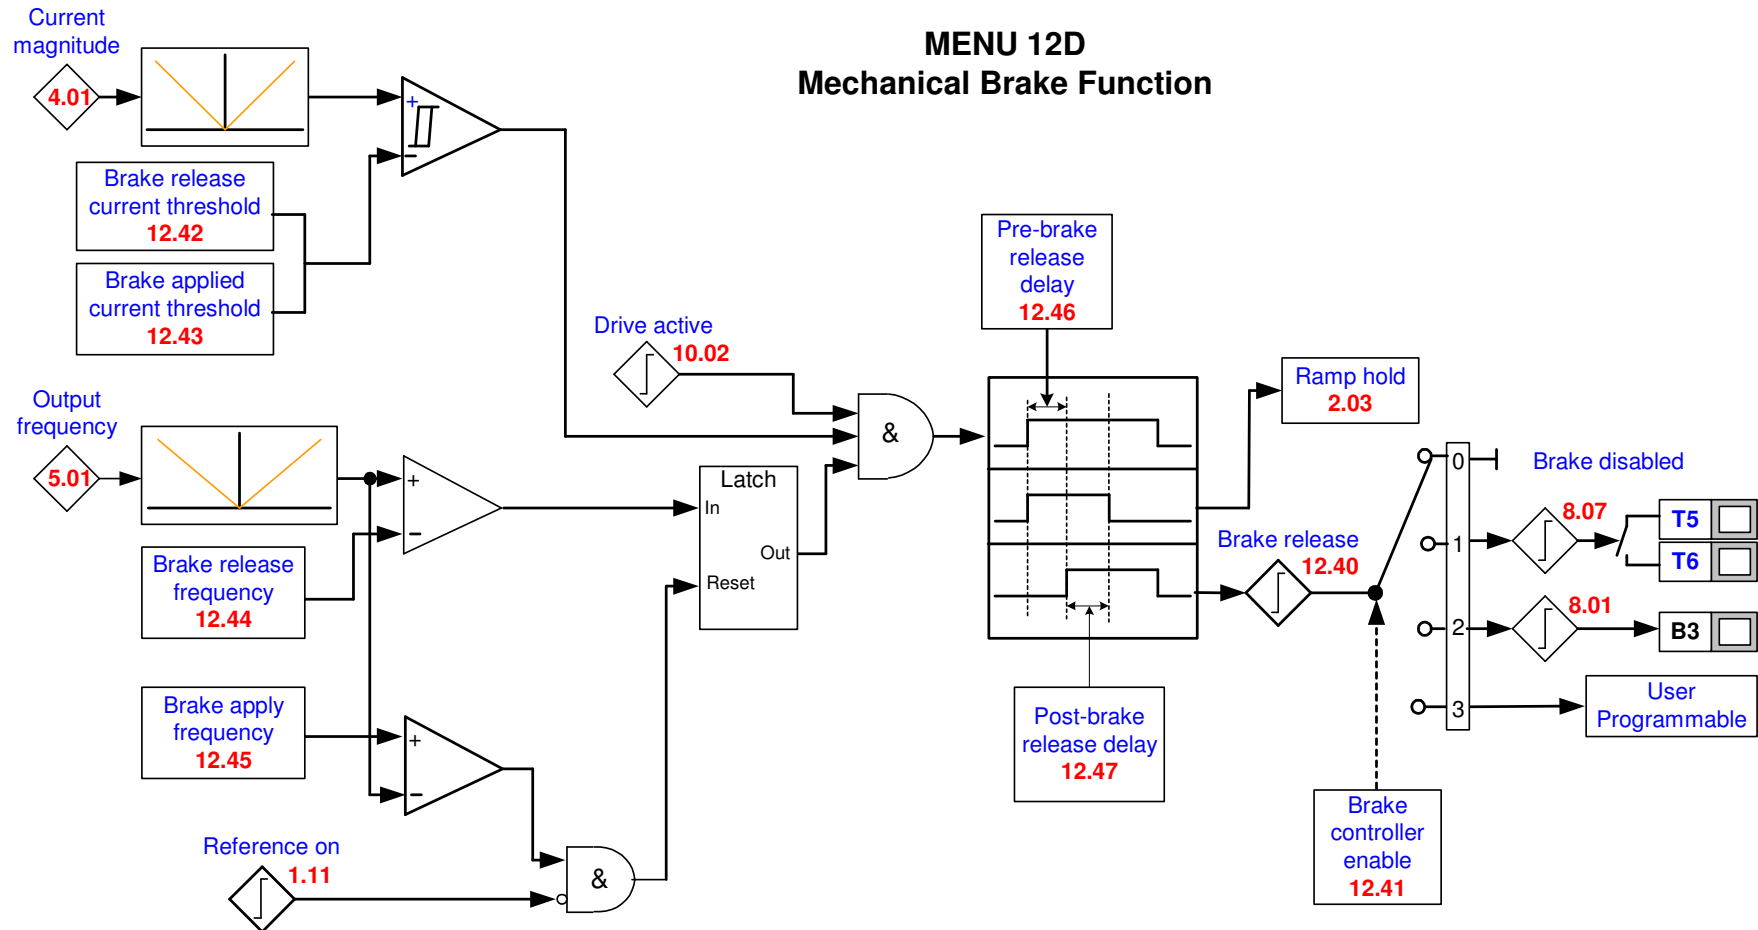 MENU 12D
Mechanical Brake Function
Current
magnitude
4.01
+
−
Brake release
current threshold
12.42
Brake applied
current threshold
12.43
Drive active
10.02
Pre-brake
release
delay
12.46
Ramp hold
2.03
Output
frequency
5.01
+
−
Brake release
frequency
12.44
Latch
In
Out
Reset
&
Brake apply
frequency
12.45
+
−
Reference on
1.11
&
Post-brake
release delay
12.47
Brake release
12.40
Brake
controller
enable
12.41
0
Brake disabled
1
8.07
T5
T6
2
8.01
B3
3
User
Programmable